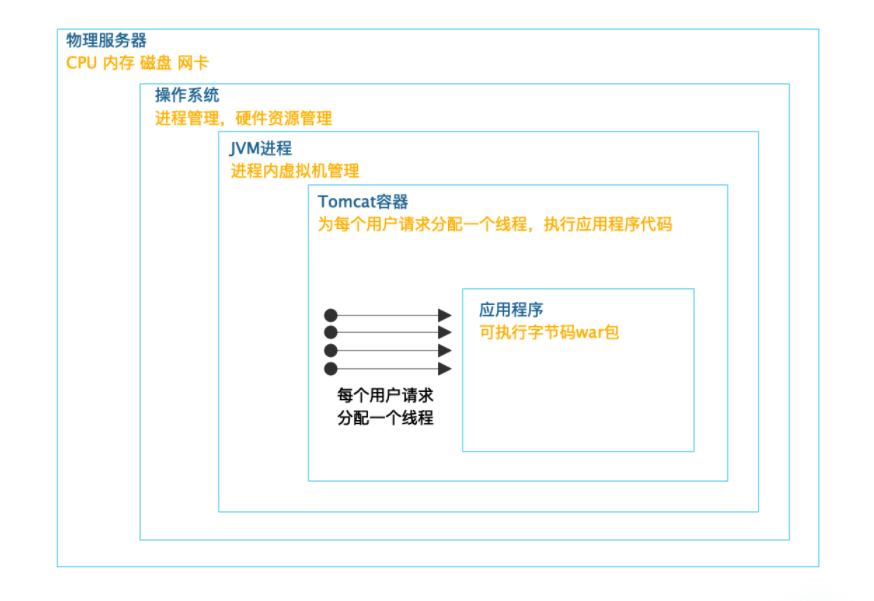 物理服务器
CPU 内存 磁盘 网卡
操作系统
进程管理，硬件资源管理
JVM进程
进程内虚拟机管理
Tomcat容器
为每个用户请求分配一个线程，执行应用程序代码
应用程序
可执行字节码war包
每个用户请求
分配一个线程